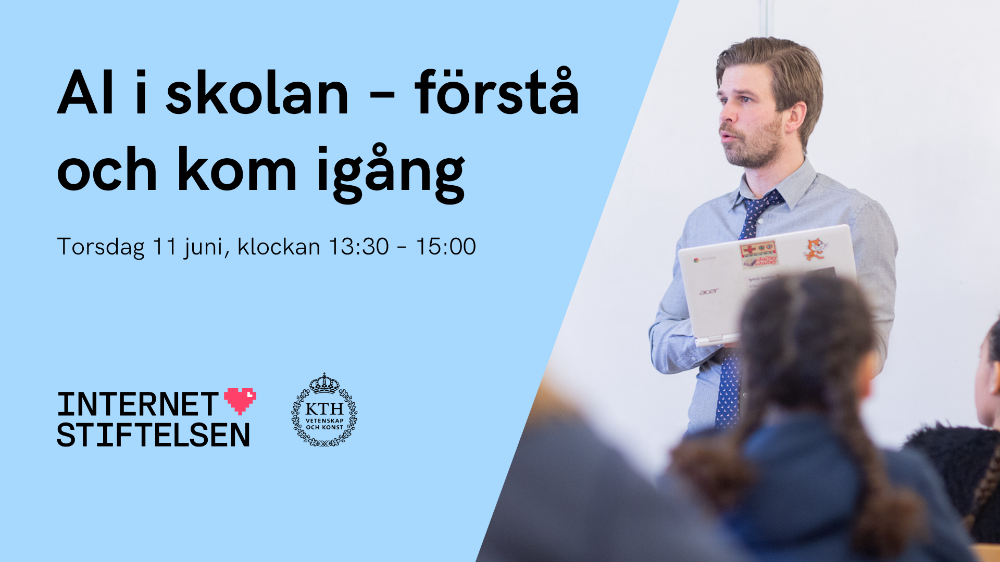 AI i skolan – förstå
och kom igång
Torsdag 11 juni, klockan 13:30 – 15:00
INTERNET
STIFTELSEN
KTH
VETENSKAP
OCH KONST
chrome
acer